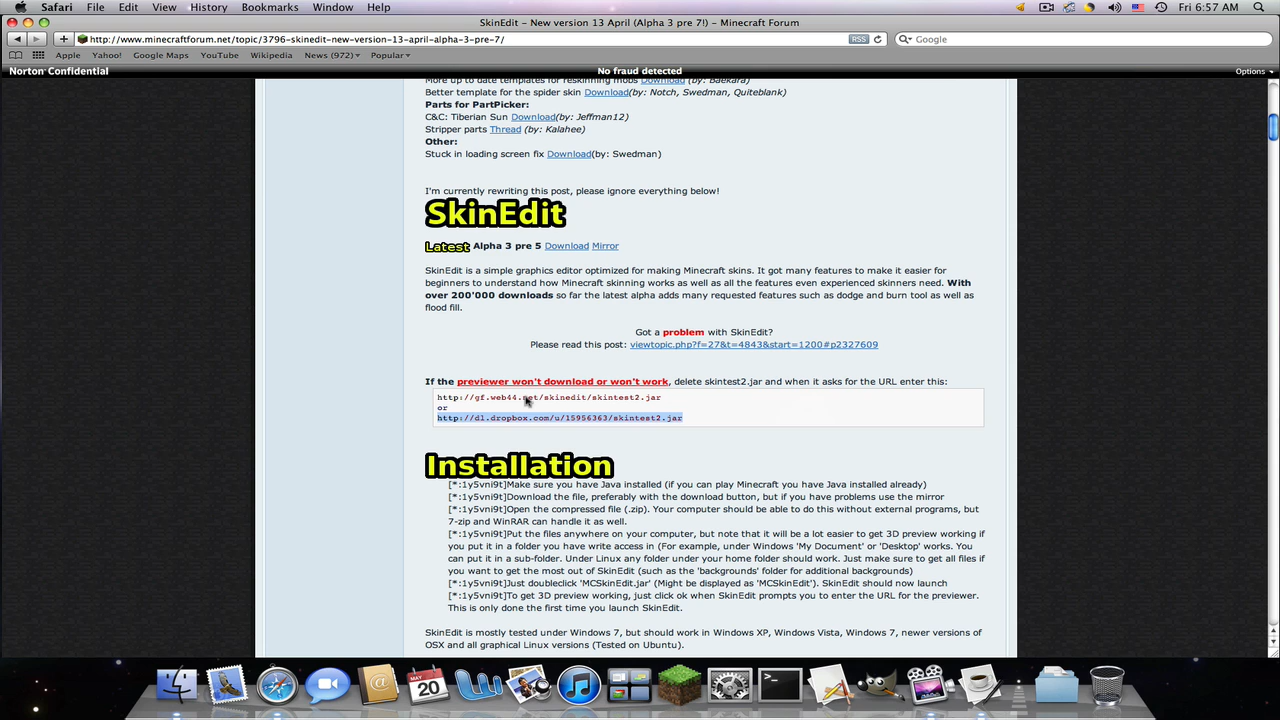 Safari File Edit View History Bookmarks Window Help Fri 6:57 AM
SkinEdit – New version 13 April (Alpha 3 pre 7!) – Minecraft Forum
http://www.minecraftforum.net/topic/3796-skinedit-new-version-13-april-alpha-3-pre-7/ RSS Google
Apple Yahoo! Google Maps YouTube Wikipedia News (972) Popular
Norton Confidential No fraud detected Options
More up to date templates for reskinning mobs Download (by: Baekara)
Better template for the spider skin Download(by: Notch, Swedman, Quiteblank)
Parts for PartPicker:
C&C: Tiberian Sun Download(by: Jeffman12)
Stripper parts Thread (by: Kalahee)
Other:
Stuck in loading screen fix Download(by: Swedman)
I'm currently rewriting this post, please ignore everything below!
SkinEdit
Latest Alpha 3 pre 5 Download Mirror
SkinEdit is a simple graphics editor optimized for making Minecraft skins. It got many features to make it easier for
beginners to understand how Minecraft skinning works as well as all the features even experienced skinners need. With
over 200'000 downloads so far the latest alpha adds many requested features such as dodge and burn tool as well as
flood fill.
Got a problem with SkinEdit?
Please read this post: viewtopic.php?f=27&t=4843&start=1200#p2327609
If the previewer won't download or won't work, delete skintest2.jar and when it asks for the URL enter this:
http://gf.web44.net/skinedit/skintest2.jar
or
http://dl.dropbox.com/u/15956363/skintest2.jar
Installation
[*:1y5vni9t]Make sure you have Java installed (if you can play Minecraft you have Java installed already)
[*:1y5vni9t]Download the file, preferably with the download button, but if you have problems use the mirror
[*:1y5vni9t]Open the compressed file (.zip). Your computer should be able to do this without external programs, but
7-zip and WinRAR can handle it as well.
[*:1y5vni9t]Put the files anywhere on your computer, but note that it will be a lot easier to get 3D preview working if
you put it in a folder you have write access in (For example, under Windows 'My Document' or 'Desktop' works. You
can put it in a sub-folder. Under Linux any folder under your home folder should work. Just make sure to get all files if
you want to get the most out of SkinEdit (such as the 'backgrounds' folder for additional backgrounds)
[*:1y5vni9t]Just doubleclick 'MCSkinEdit.jar' (Might be displayed as 'MCSkinEdit'). SkinEdit should now launch
[*:1y5vni9t]To get 3D preview working, just click ok when SkinEdit prompts you to enter the URL for the previewer.
This is only done the first time you launch SkinEdit.
SkinEdit is mostly tested under Windows 7, but should work in Windows XP, Windows Vista, Windows 7, newer versions of
OSX and all graphical Linux versions (Tested on Ubuntu).
MAY
20